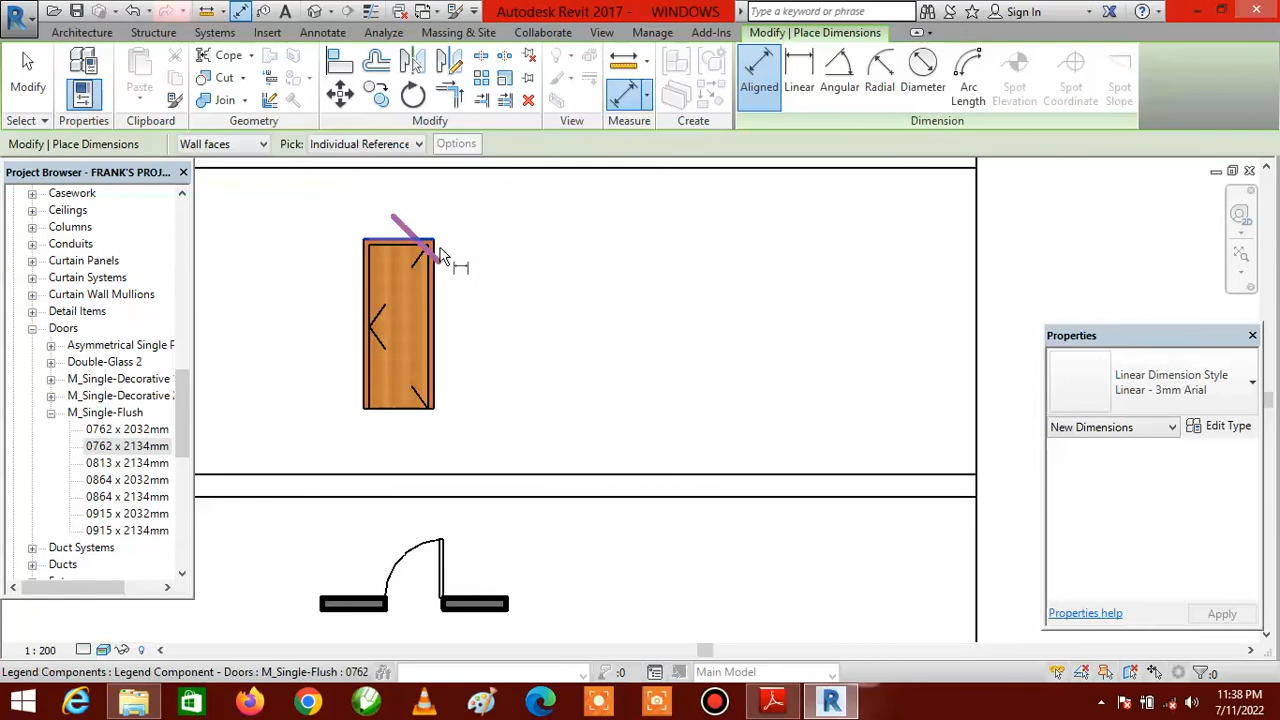 Autodesk Revit 2017 - WINDOWS
Type a keyword or phrase
Sign In
Architecture Structure Systems Insert Annotate Analyze Massing & Site Collaborate View Manage Add-Ins Modify | Place Dimensions
Modify
Select
Properties
Paste
Clipboard
Cope
Cut
Join
Geometry
Modify
View
Measure
Create
Aligned Linear Angular Radial Diameter Arc Length Spot Elevation Spot Coordinate Spot Slope
Dimension
Modify | Place Dimensions Wall faces Pick: Individual Reference Options
Project Browser - FRANK'S PROJ...
Casework
Ceilings
Columns
Conduits
Curtain Panels
Curtain Systems
Curtain Wall Mullions
Detail Items
Doors
Asymmetrical Single P
Double-Glass 2
M_Single-Decorative
M_Single-Decorative
M_Single-Flush
0762 x 2032mm
0762 x 2134mm
0813 x 2134mm
0864 x 2032mm
0864 x 2134mm
0915 x 2032mm
0915 x 2134mm
Duct Systems
Ducts
2D
Properties
Linear Dimension Style
Linear - 3mm Arial
New Dimensions
Edit Type
Properties help
Apply
1 : 200
Legend Components : Legend Component - Doors : M_Single-Flush : 0762
:0
Main Model
:0
11:38 PM
7/11/2022